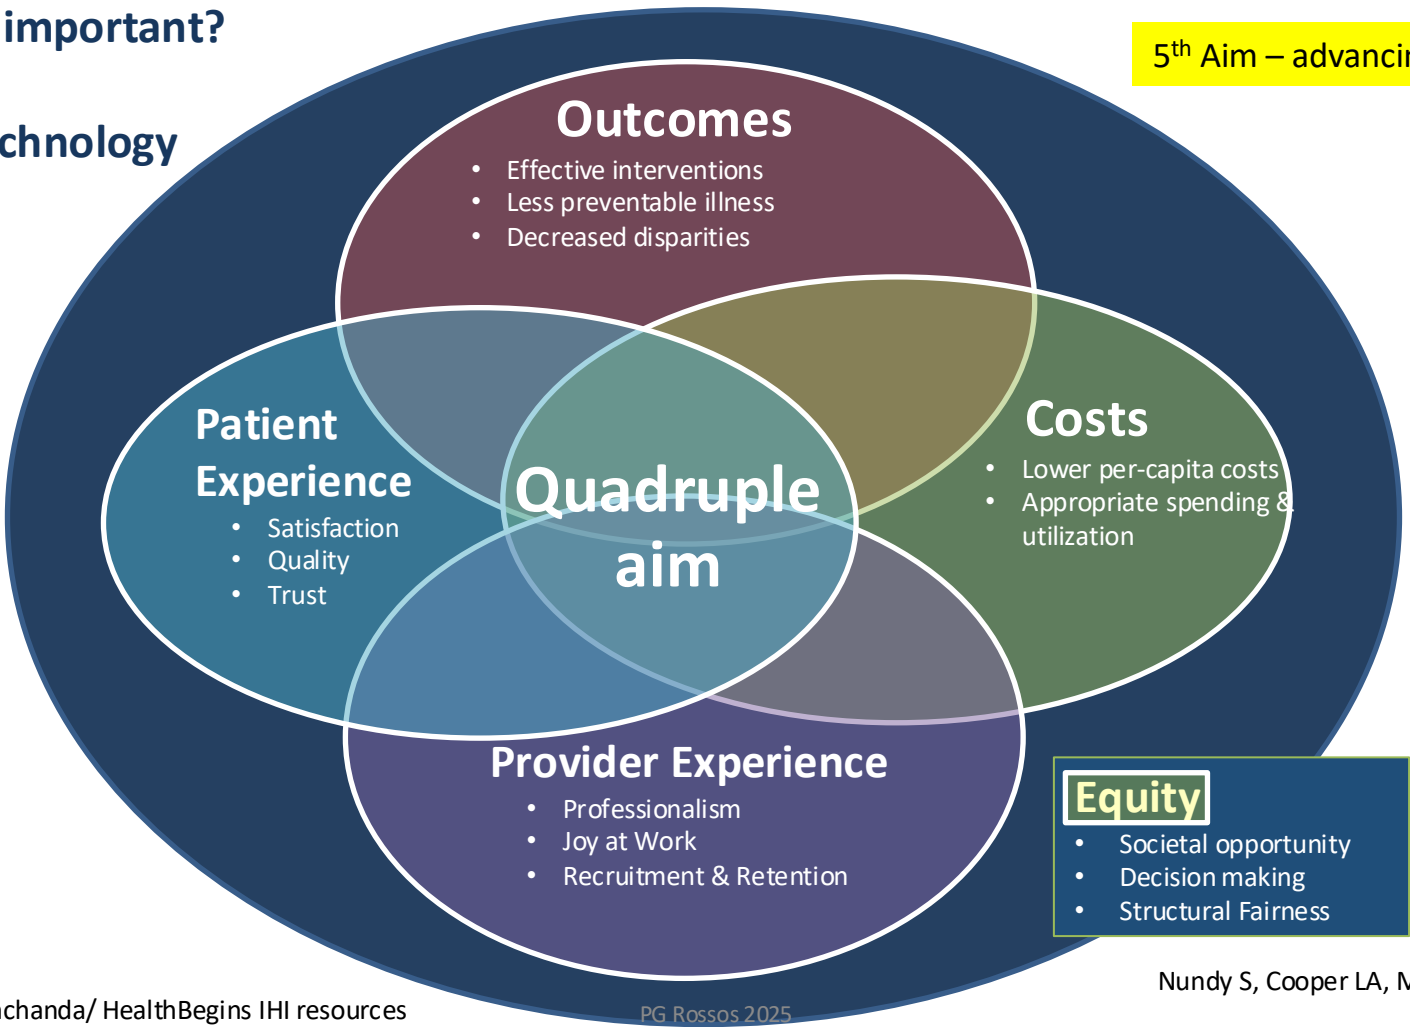 important?
5th Aim – advancin
chnology
Outcomes
• Effective interventions
• Less preventable illness
• Decreased disparities
Patient
Experience
• Satisfaction
• Quality
• Trust
Costs
• Lower per-capita costs
• Appropriate spending &
utilization
Quadruple
aim
Provider Experience
• Professionalism
• Joy at Work
• Recruitment & Retention
Equity
• Societal opportunity
• Decision making
• Structural Fairness
Nundy S, Cooper LA, M
chanda/ HealthBegins IHI resources
PG Rossos 2025